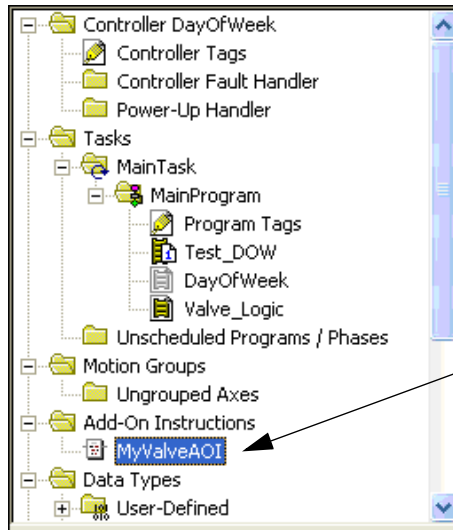 Controller DayOfWeek
Controller Tags
Controller Fault Handler
Power-Up Handler
Tasks
MainTask
MainProgram
Program Tags
Test_DOW
DayOfWeek
Valve_Logic
Unscheduled Programs / Phases
Motion Groups
Ungrouped Axes
Add-On Instructions
MyValveAOI
Data Types
User-Defined